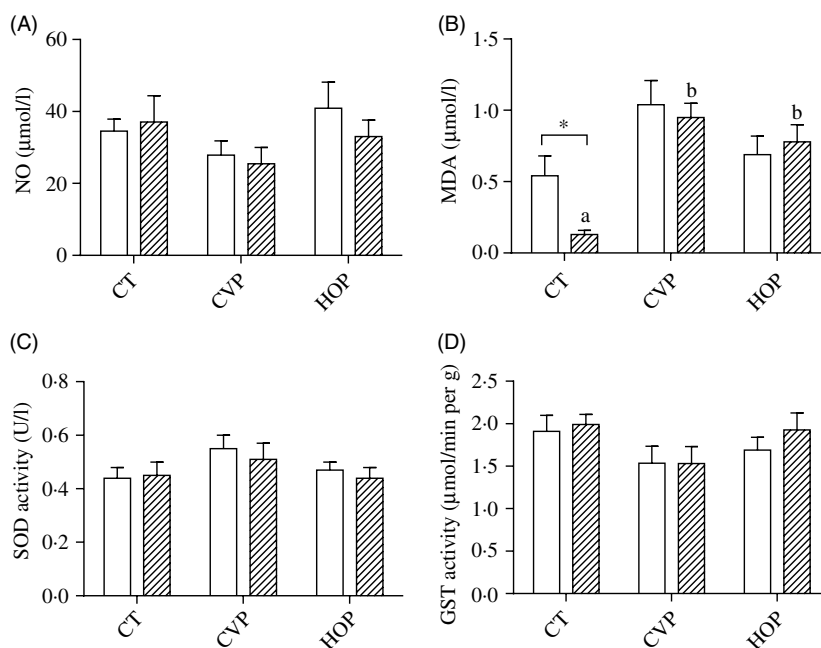 (A)
60
40
20
0
NO (µmol/l)
CT
CVP
HOP
(B)
1·5
1·0
0·5
0·0
MDA (µmol/l)
*
a
b
b
CT
CVP
HOP
(C)
0·8
0·6
0·4
0·2
0·0
SOD activity (U/l)
CT
CVP
HOP
(D)
2·5
2·0
1·5
1·0
0·5
0·0
GST activity (µmol/min per g)
CT
CVP
HOP